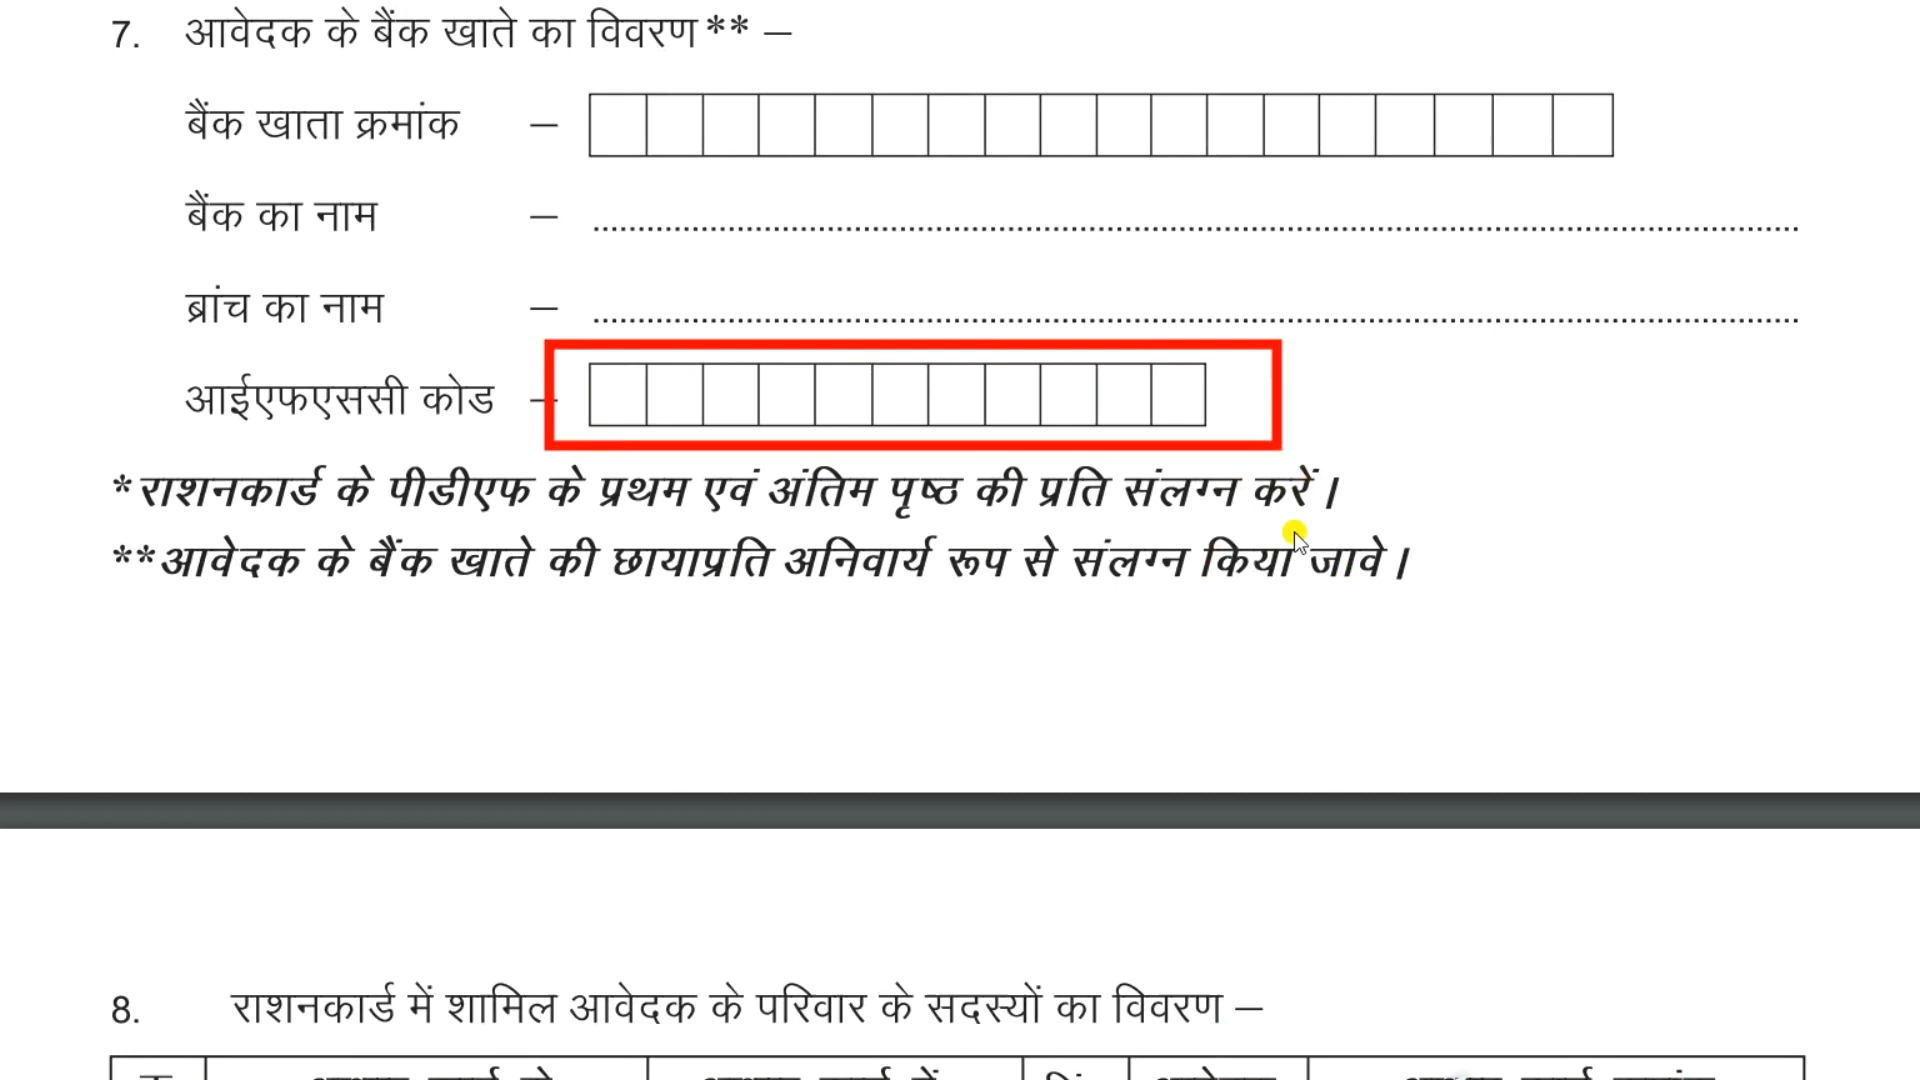 7. आवेदक के बैंक खाते का विवरण** –
बैंक खाता क्रमांक –
बैंक का नाम – ........................................................................
ब्रांच का नाम – ........................................................................
आईएफएससी कोड –
*राशनकार्ड के पीडीएफ के प्रथम एवं अंतिम पृष्ठ की प्रति संलग्न करें।
**आवेदक के बैंक खाते की छायाप्रति अनिवार्य रूप से संलग्न किया जावे।
8. राशनकार्ड में शामिल आवेदक के परिवार के सदस्यों का विवरण –